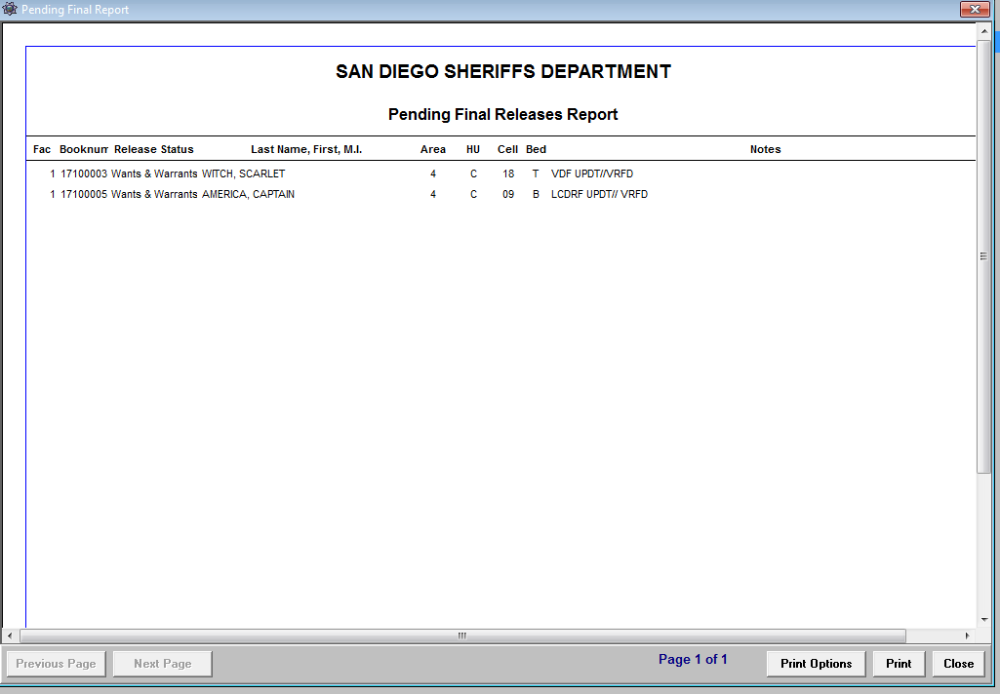 Pending Final Report
SAN DIEGO SHERIFFS DEPARTMENT
Pending Final Releases Report
Fac Booknum Release Status Last Name, First, M.I. Area HU Cell Bed Notes
1 17100003 Wants & Warrants WITCH, SCARLET 4 C 18 T VDF UPDT//VRFD
1 17100005 Wants & Warrants AMERICA, CAPTAIN 4 C 09 B LCDRF UPDT// VRFD
Previous Page Next Page Page 1 of 1 Print Options Print Close